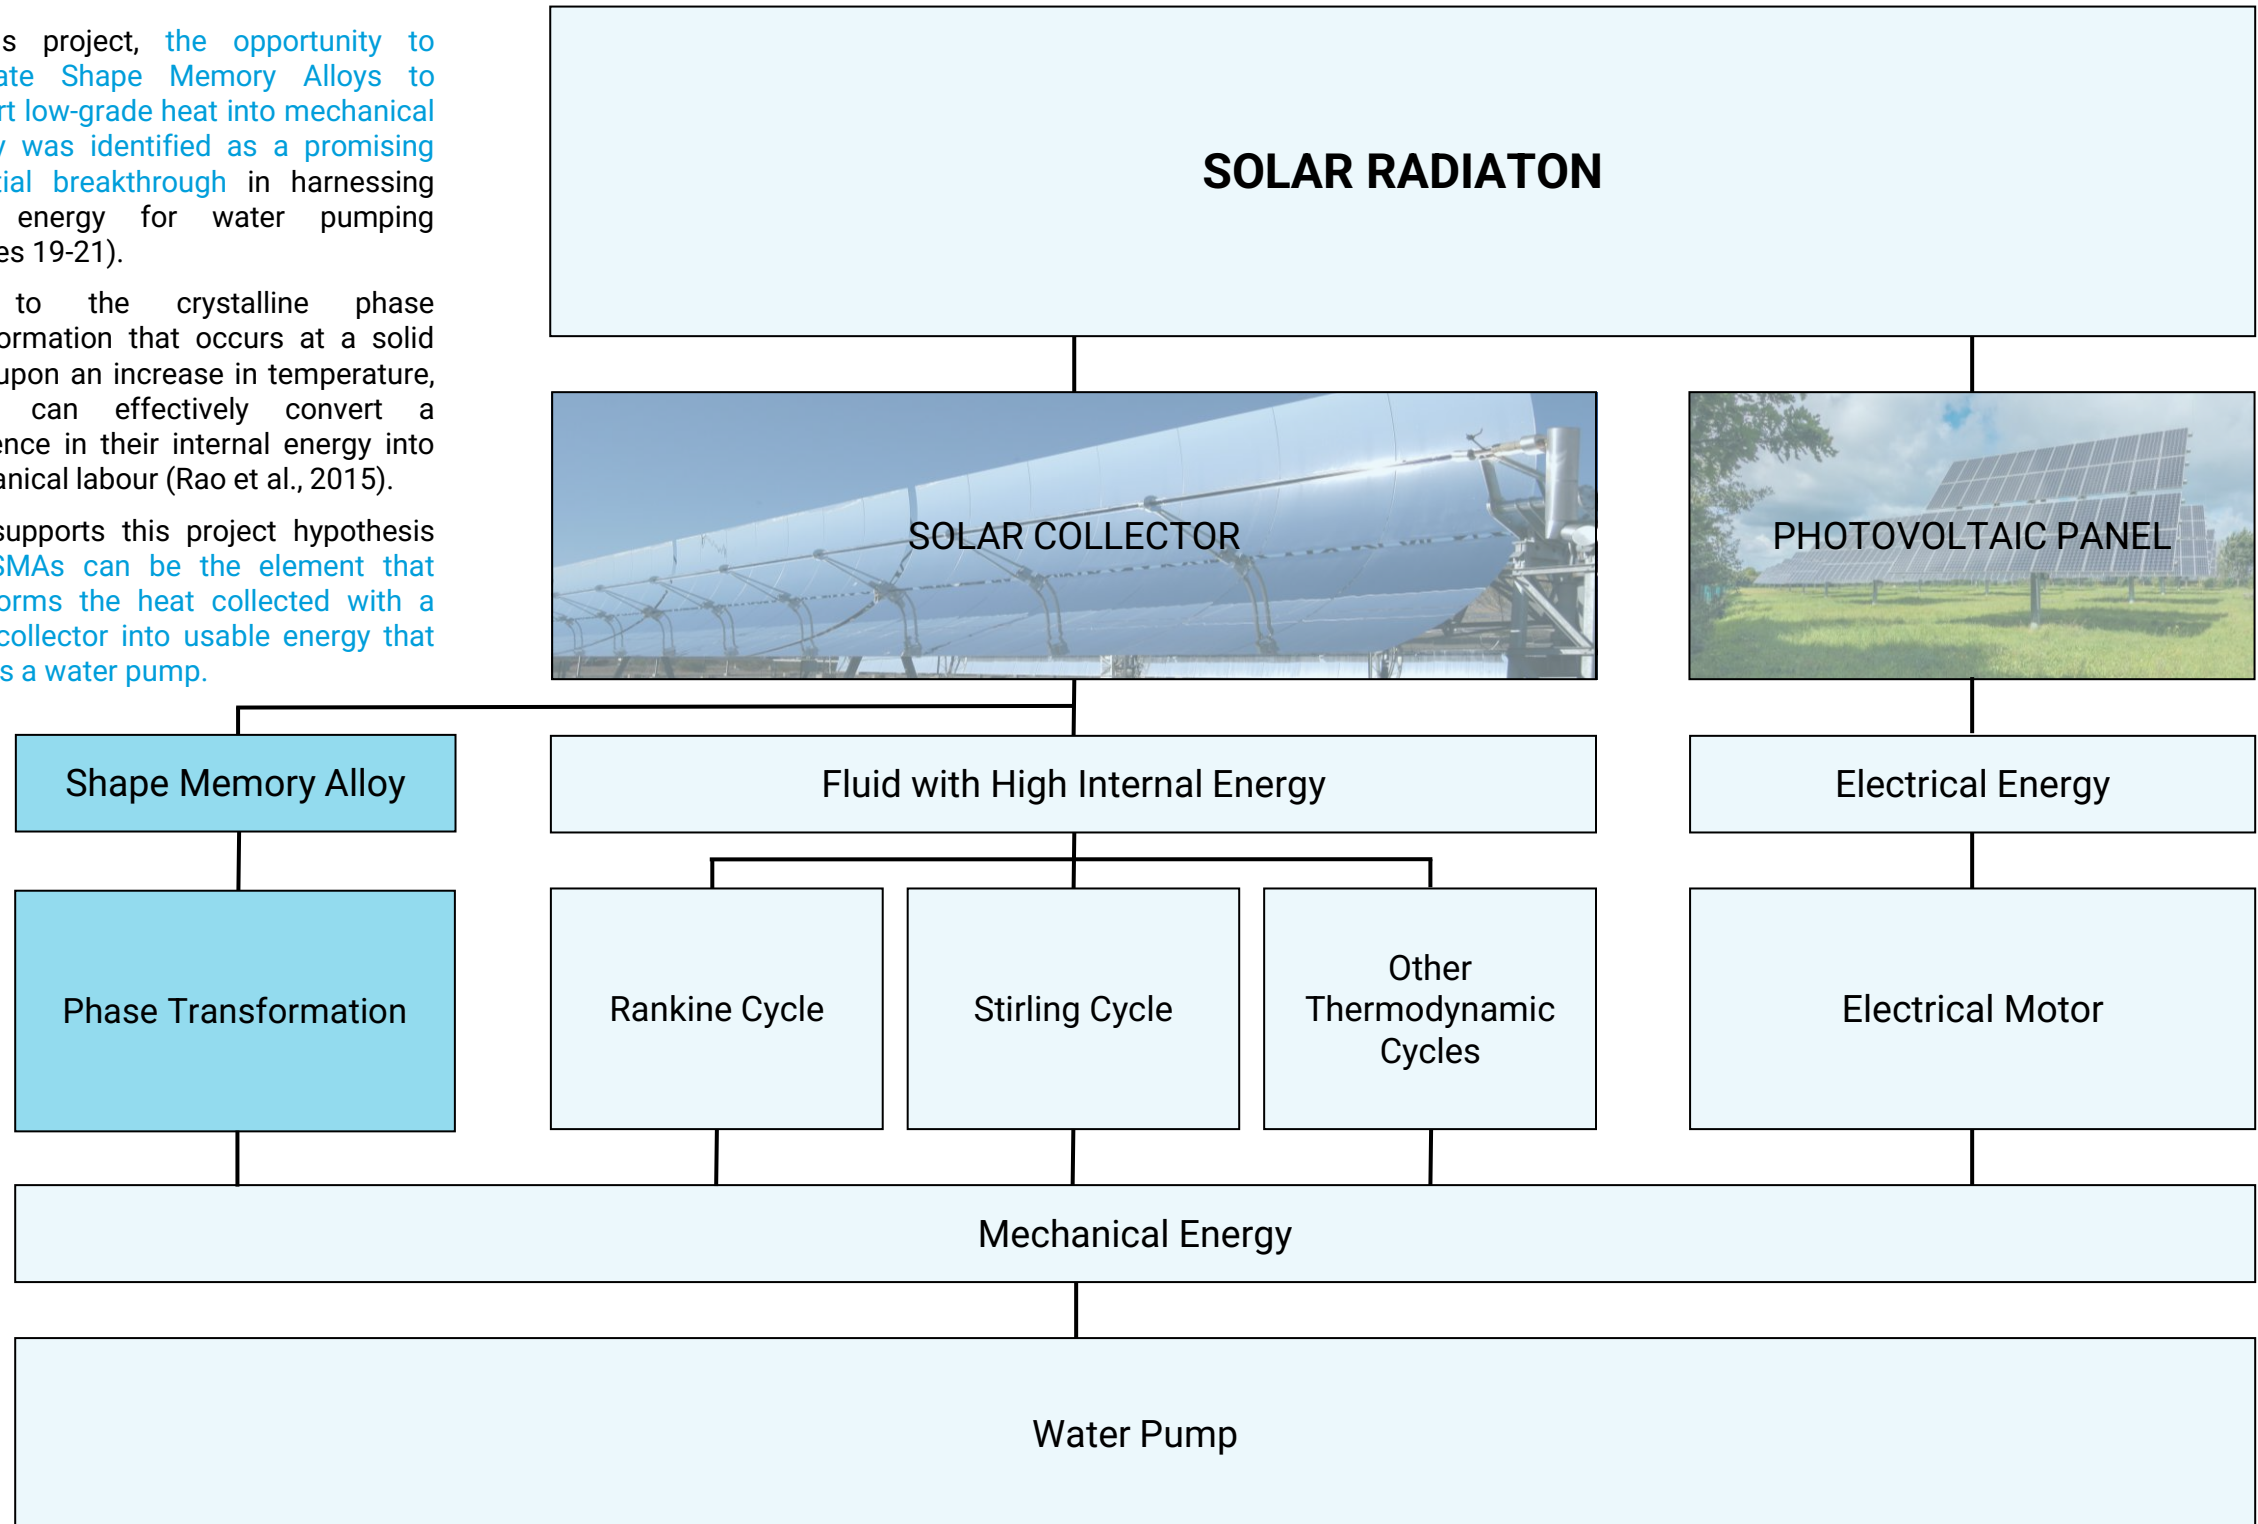 s project, the opportunity to
ate Shape Memory Alloys to
rt low-grade heat into mechanical
y was identified as a promising
tial breakthrough in harnessing
energy for water pumping
es 19-21).
to the crystalline phase
ormation that occurs at a solid
upon an increase in temperature,
can effectively convert a
ence in their internal energy into
anical labour (Rao et al., 2015).
supports this project hypothesis
SMAs can be the element that
orms the heat collected with a
collector into usable energy that
s a water pump.
SOLAR RADIATON
SOLAR COLLECTOR
PHOTOVOLTAIC PANEL
Shape Memory Alloy
Fluid with High Internal Energy
Electrical Energy
Phase Transformation
Rankine Cycle
Stirling Cycle
Other
Thermodynamic
Cycles
Electrical Motor
Mechanical Energy
Water Pump